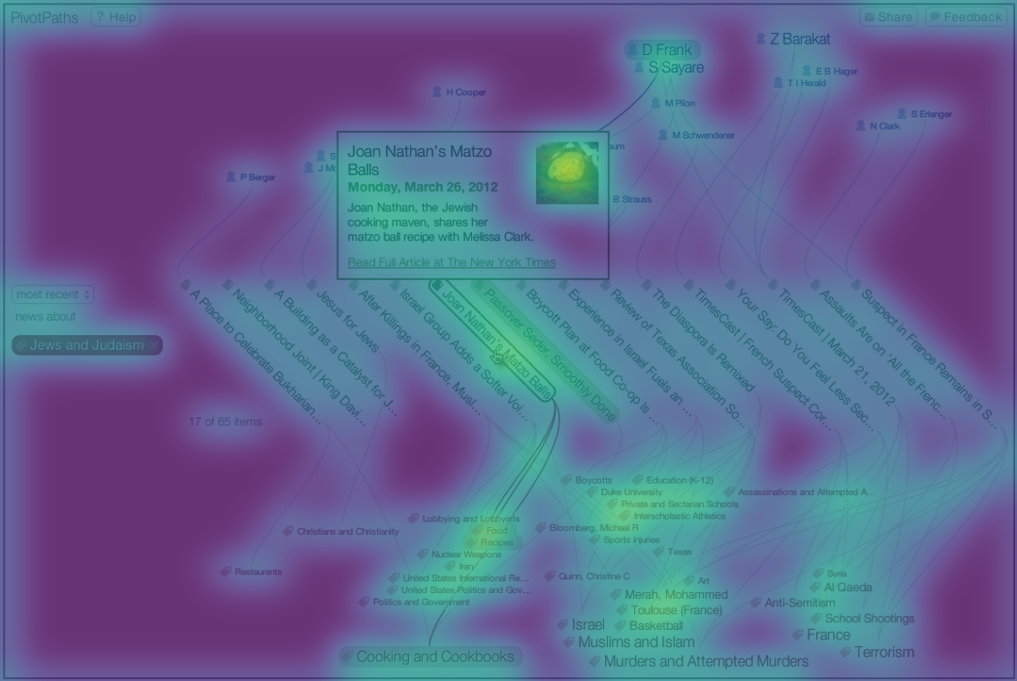 PivotPaths
? Help
Share
Feedback
D Frank
S Sayare
Z Barakat
E B Hager
T I Herald
H Cooper
M Pilon
S Erlanger
N Clark
M Schwendener
P Berger
B Strauss
Joan Nathan's Matzo
Balls
Monday, March 26, 2012
Joan Nathan, the Jewish
cooking maven, shares her
matzo ball recipe with Melissa Clark.
Read Full Article at The New York Times
most recent
news about
Jews and Judaism
17 of 65 items
A Place to Celebrate Bukharian...
Neighborhood Joint | King Davi...
A Building as a Catalyst for J...
Jesus for Jews
After Killings in France, Musl...
Israel Group Adds a Softer Voi...
Joan Nathan's Matzo Balls
Passover Seder, Smoothly Done
Boycott Plan at Food Co-op Is ...
Experience in Israel Fuels an ...
Review of Texas Association So...
The Diaspora Is Remixed
TimesCast | French Suspect Cor...
Your Say: Do You Feel Less Sec...
TimesCast | March 21, 2012
Assaults Are on 'All the Frenc...
Suspect in France Remains in S...
Boycotts
Education (K-12)
Duke University
Assassinations and Attempted A...
Private and Sectarian Schools
Interscholastic Athletics
Lobbying and Lobbyists
Bloomberg, Michael R
Christians and Christianity
Food
Recipes
Sports Injuries
Texas
Nuclear Weapons
Iran
Restaurants
United States International Re...
Quinn, Christine C
Art
Syria
United States Politics and Gov...
Merah, Mohammed
Al Qaeda
Politics and Government
Toulouse (France)
Anti-Semitism
Israel
Basketball
School Shootings
Muslims and Islam
France
Cooking and Cookbooks
Murders and Attempted Murders
Terrorism